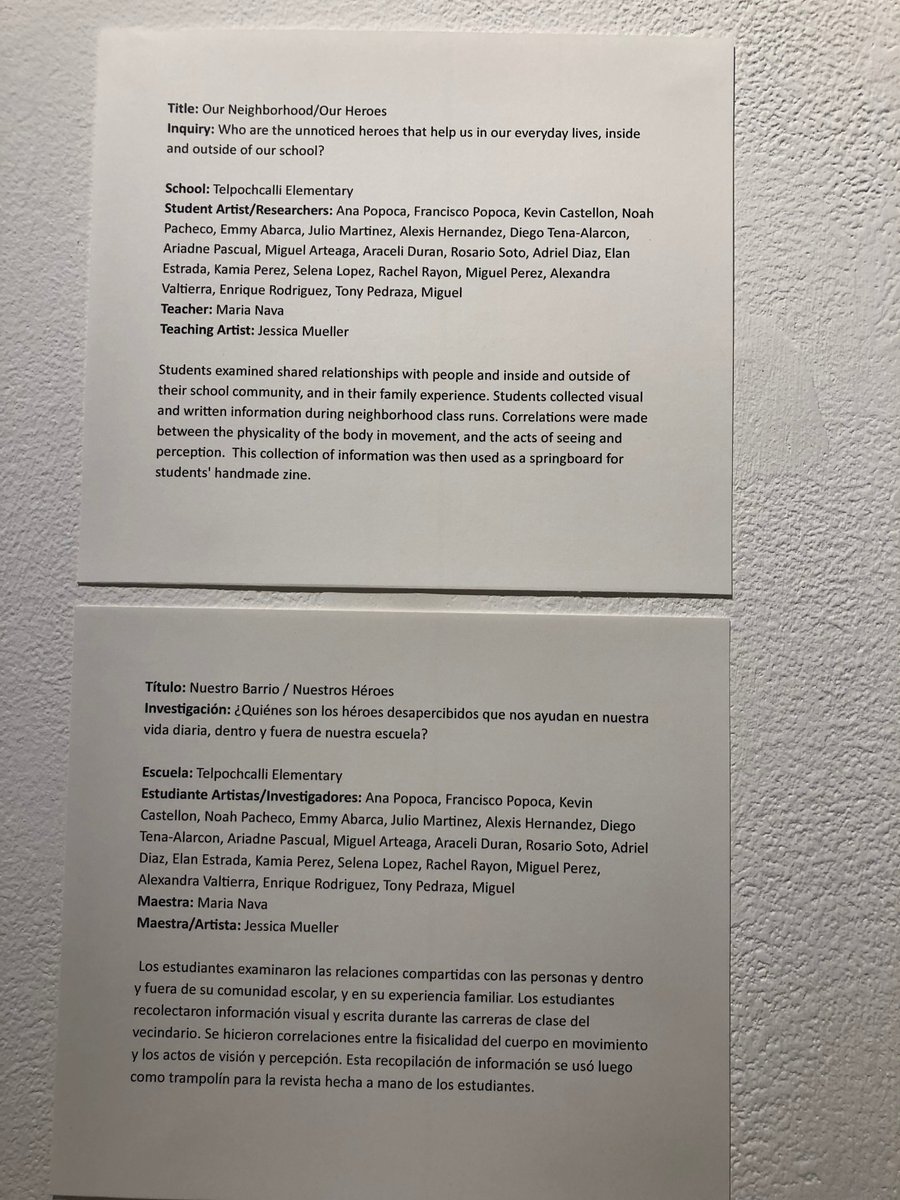 Title: Our Neighborhood/Our Heroes
Inquiry: Who are the unnoticed heroes that help us in our everyday lives, inside
and outside of our school?
School: Telpochcalli Elementary
Student Artist/Researchers: Ana Popoca, Francisco Popoca, Kevin Castellon, Noah
Pacheco, Emmy Abarca, Julio Martinez, Alexis Hernandez, Diego Tena-Alarcon,
Ariadne Pascual, Miguel Arteaga, Araceli Duran, Rosario Soto, Adriel Diaz, Elan
Estrada, Kamia Perez, Selena Lopez, Rachel Rayon, Miguel Perez, Alexandra
Valtierra, Enrique Rodriguez, Tony Pedraza, Miguel
Teacher: Maria Nava
Teaching Artist: Jessica Mueller
Students examined shared relationships with people and inside and outside of
their school community, and in their family experience. Students collected visual
and written information during neighborhood class runs. Correlations were made
between the physicality of the body in movement, and the acts of seeing and
perception.  This collection of information was then used as a springboard for
students' handmade zine.
Título: Nuestro Barrio / Nuestros Héroes
Investigación: ¿Quiénes son los héroes desapercibidos que nos ayudan en nuestra
vida diaria, dentro y fuera de nuestra escuela?
Escuela: Telpochcalli Elementary
Estudiante Artistas/Investigadores: Ana Popoca, Francisco Popoca, Kevin
Castellon, Noah Pacheco, Emmy Abarca, Julio Martinez, Alexis Hernandez, Diego
Tena-Alarcon, Ariadne Pascual, Miguel Arteaga, Araceli Duran, Rosario Soto, Adriel
Diaz, Elan Estrada, Kamia Perez, Selena Lopez, Rachel Rayon, Miguel Perez,
Alexandra Valtierra, Enrique Rodriguez, Tony Pedraza, Miguel
Maestra: Maria Nava
Maestra/Artista: Jessica Mueller
Los estudiantes examinaron las relaciones compartidas con las personas y dentro
y fuera de su comunidad escolar, y en su experiencia familiar. Los estudiantes
recolectaron información visual y escrita durante las carreras de clase del
vecindario. Se hicieron correlaciones entre la fisicalidad del cuerpo en movimiento
y los actos de visión y percepción. Esta recopilación de información se usó luego
como trampolín para la revista hecha a mano de los estudiantes.